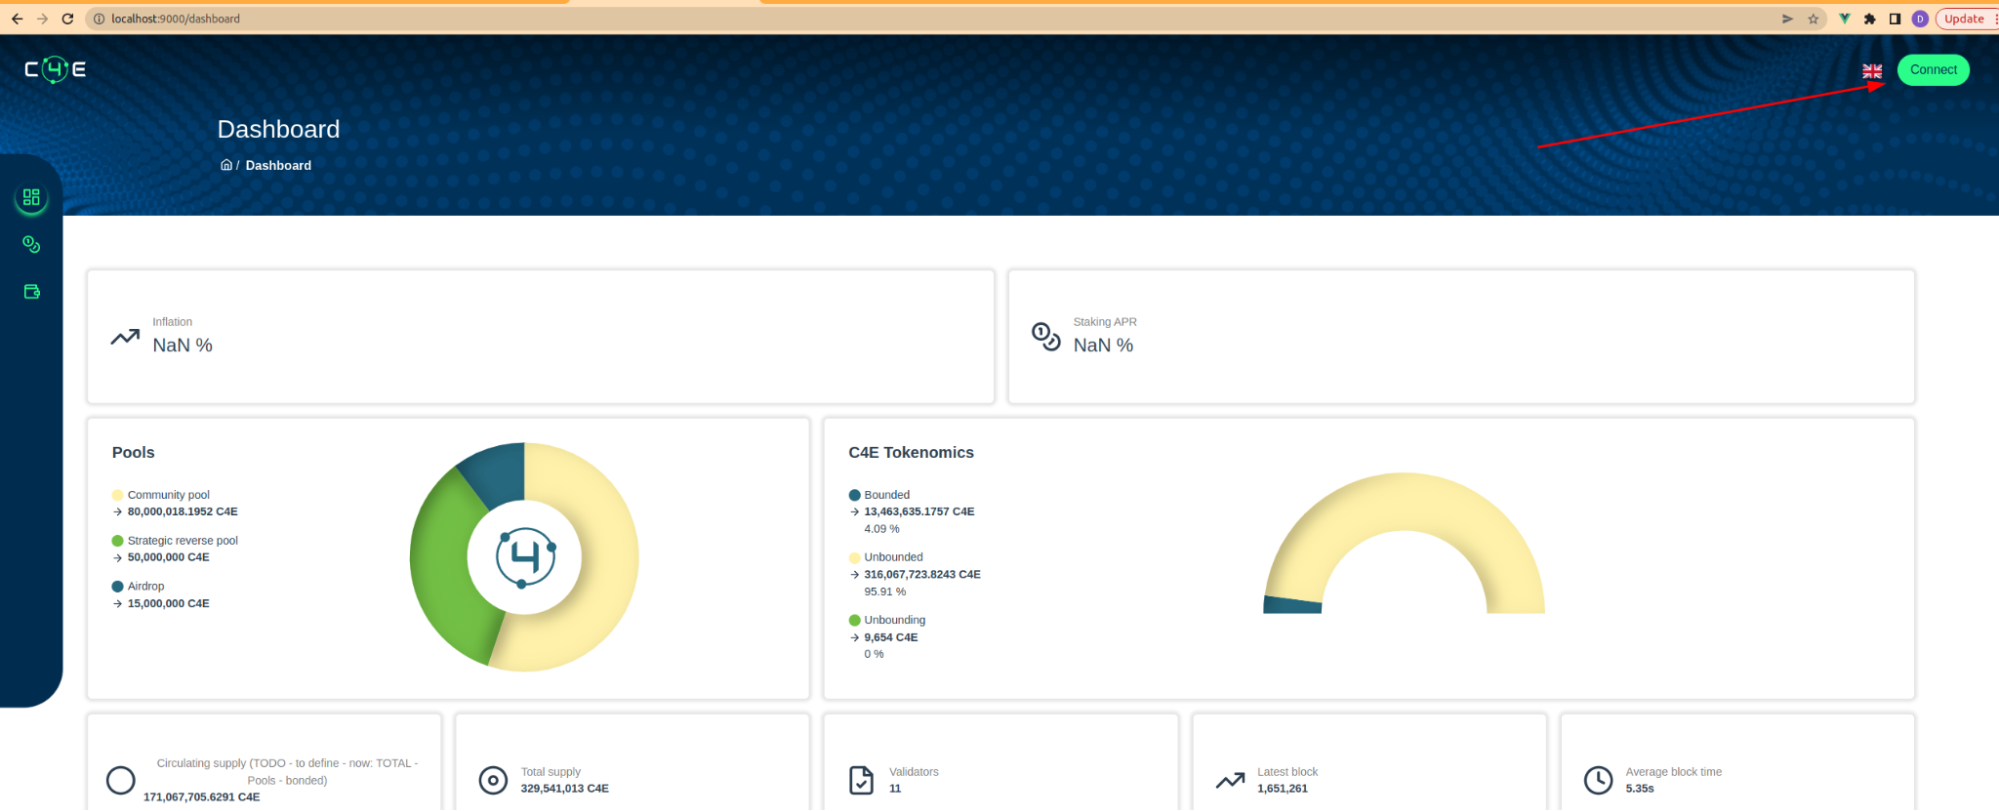 localhost:9000/dashboard
D
Update
C4E
Connect
Dashboard
/ Dashboard
Inflation
NaN %
Staking APR
NaN %
Pools
Community pool
→ 80,000,018.1952 C4E
Strategic reverse pool
→ 50,000,000 C4E
Airdrop
→ 15,000,000 C4E
4
C4E Tokenomics
Bounded
→ 13,463,635.1757 C4E
4.09 %
Unbounded
→ 316,067,723.8243 C4E
95.91 %
Unbounding
→ 9,654 C4E
0 %
Circulating supply (TODO - to define - now: TOTAL -
Pools - bonded)
171,067,705.6291 C4E
Total supply
329,541,013 C4E
Validators
11
Latest block
1,651,261
Average block time
5.35s